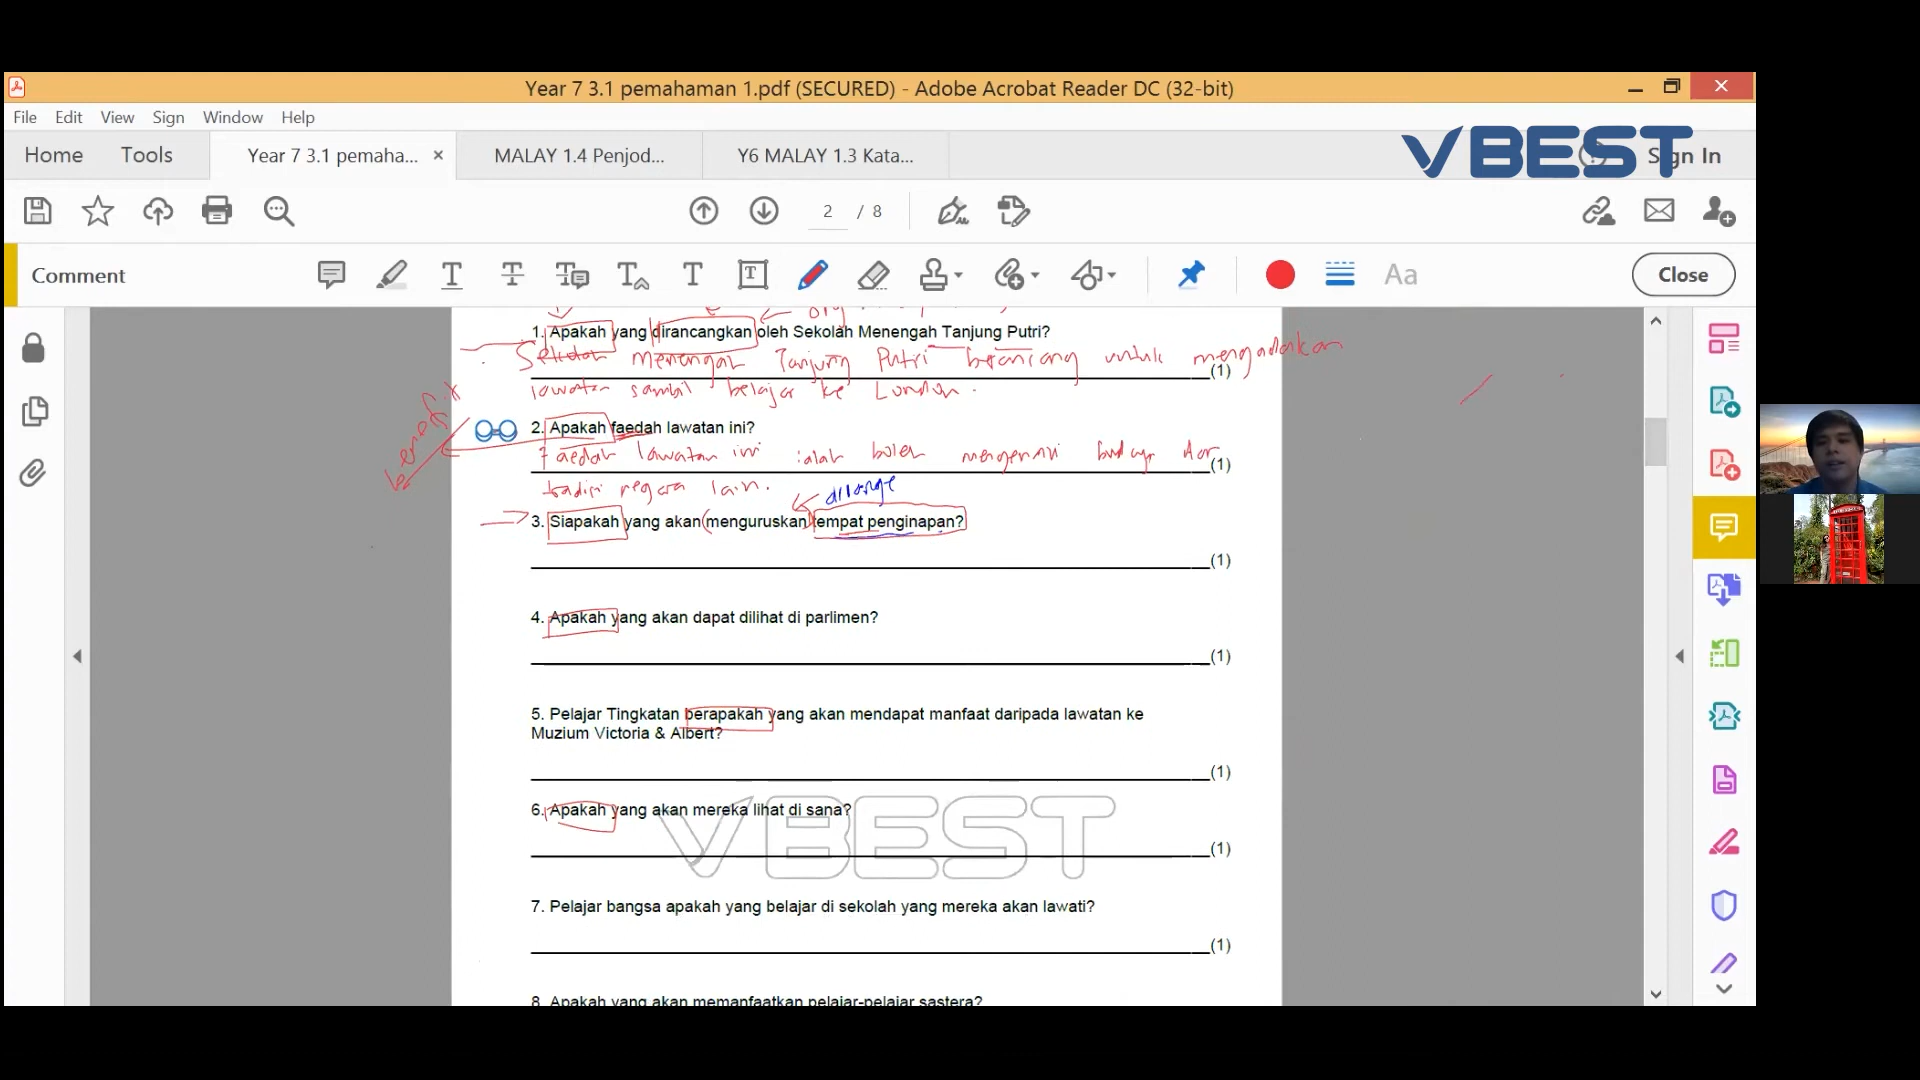 Year 7 3.1 pemahaman 1.pdf (SECURED) - Adobe Acrobat Reader DC (32-bit)
File Edit View Sign Window Help
Home Tools Year 7 3.1 pemaha... × MALAY 1.4 Penjod... Y6 MALAY 1.3 Kata... Sign In
VBEST
2 / 8
Comment Aa Close
1. Apakah yang dirancangkan oleh Sekolah Menengah Tanjung Putri?
Sekolah Menengah Tanjung Putri berancang untuk mengadakan
(1)
lawatan sambil belajar ke London.
benefit
2. Apakah faedah lawatan ini?
Faedah lawatan ini ialah boleh mengenasi budaya dan
(1)
tradisi negara lain.
3. Siapakah yang akan (menguruskan) tempat penginapan?
(1)
4. Apakah yang akan dapat dilihat di parlimen?
(1)
5. Pelajar Tingkatan berapakah yang akan mendapat manfaat daripada lawatan ke
Muzium Victoria & Albert?
(1)
6. Apakah yang akan mereka lihat di sana?
(1)
VBEST
7. Pelajar bangsa apakah yang belajar di sekolah yang mereka akan lawati?
(1)
8. Apakah yang akan memanfaatkan pelajar-pelajar sastera?